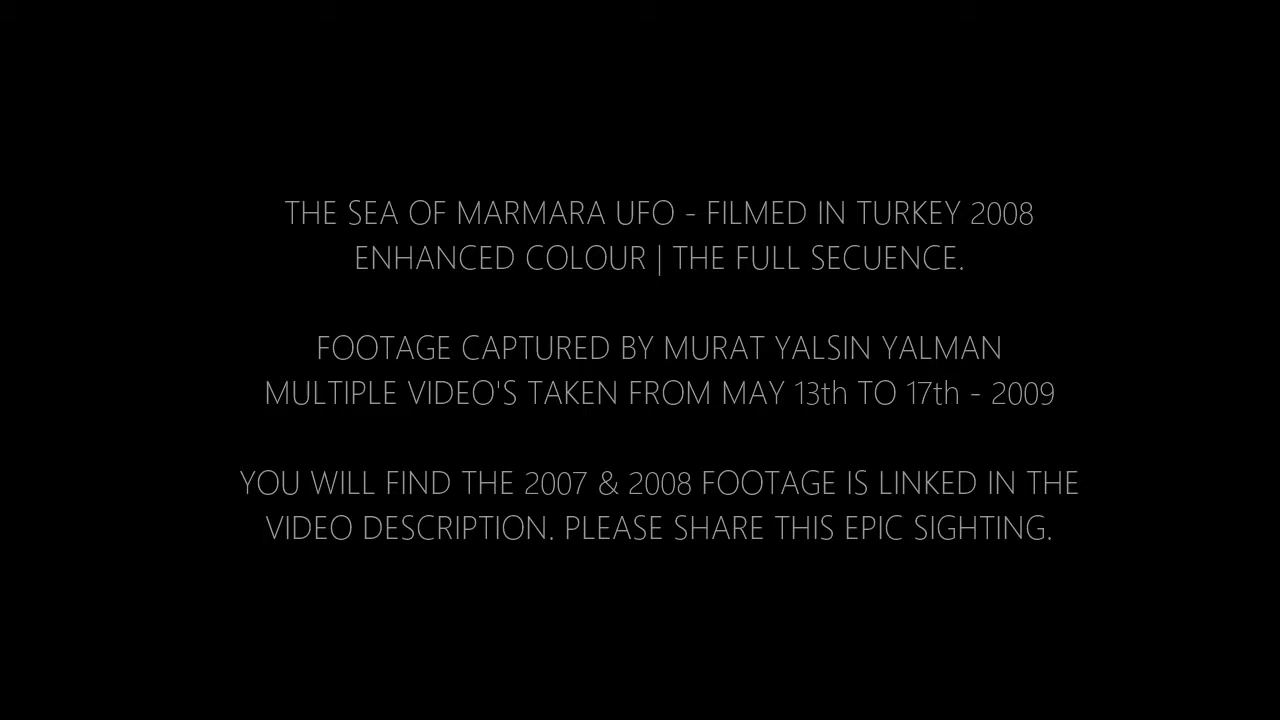 THE SEA OF MARMARA UFO - FILMED IN TURKEY 2008
ENHANCED COLOUR | THE FULL SECUENCE.
FOOTAGE CAPTURED BY MURAT YALSIN YALMAN
MULTIPLE VIDEO'S TAKEN FROM MAY 13th TO 17th - 2009
YOU WILL FIND THE 2007 & 2008 FOOTAGE IS LINKED IN THE
VIDEO DESCRIPTION. PLEASE SHARE THIS EPIC SIGHTING.